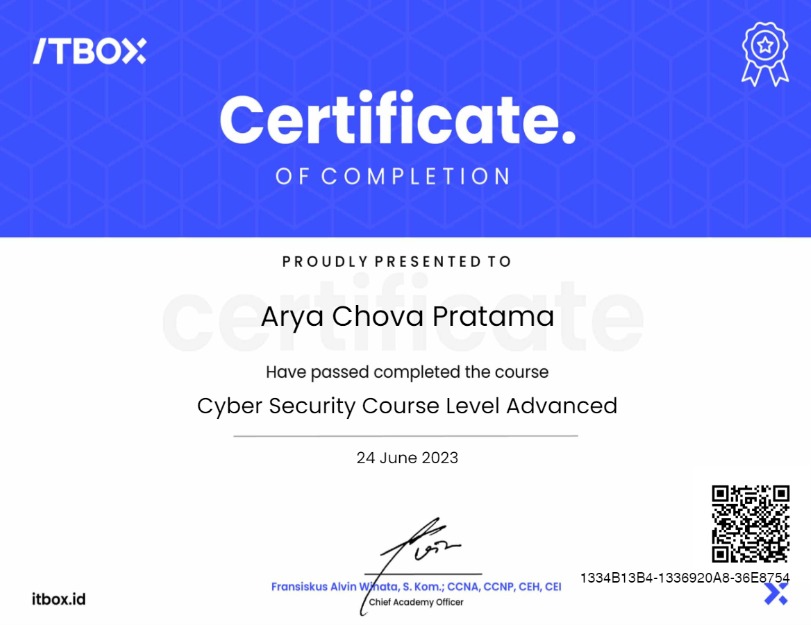 ITBOX
Certificate.
OF COMPLETION
PROUDLY PRESENTED TO
certificate
Arya Chova Pratama
Have passed completed the course
Cyber Security Course Level Advanced
24 June 2023
1334B13B4-1336920A8-36E8754
Fransiskus Alvin Winata, S. Kom.; CCNA, CCNP, CEH, CEI
Chief Academy Officer
itbox.id